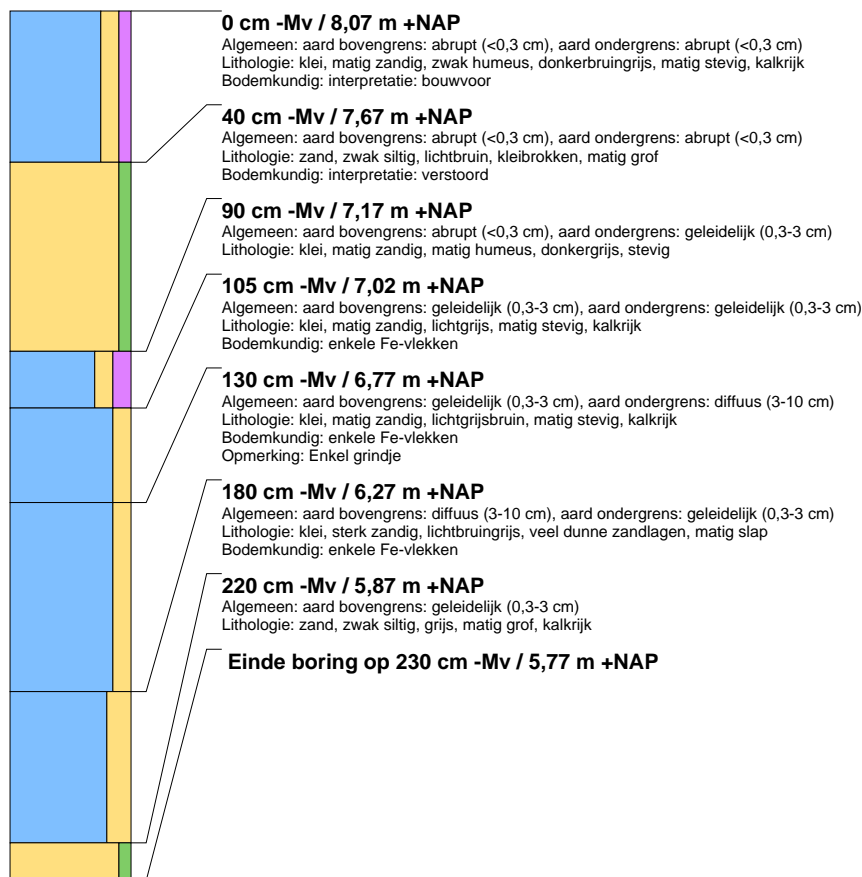 0 cm -Mv / 8,07 m +NAP
Algemeen: aard bovengrens: abrupt (<0,3 cm), aard ondergrens: abrupt (<0,3 cm)
Lithologie: klei, matig zandig, zwak humeus, donkerbruingrijs, matig stevig, kalkrijk
Bodemkundig: interpretatie: bouwvoor
40 cm -Mv / 7,67 m +NAP
Algemeen: aard bovengrens: abrupt (<0,3 cm), aard ondergrens: abrupt (<0,3 cm)
Lithologie: zand, zwak siltig, lichtbruin, kleibrokken, matig grof
Bodemkundig: interpretatie: verstoord
90 cm -Mv / 7,17 m +NAP
Algemeen: aard bovengrens: abrupt (<0,3 cm), aard ondergrens: geleidelijk (0,3-3 cm)
Lithologie: klei, matig zandig, matig humeus, donkergrijs, stevig
105 cm -Mv / 7,02 m +NAP
Algemeen: aard bovengrens: geleidelijk (0,3-3 cm), aard ondergrens: geleidelijk (0,3-3 cm)
Lithologie: klei, matig zandig, lichtgrijs, matig stevig, kalkrijk
Bodemkundig: enkele Fe-vlekken
130 cm -Mv / 6,77 m +NAP
Algemeen: aard bovengrens: geleidelijk (0,3-3 cm), aard ondergrens: diffuus (3-10 cm)
Lithologie: klei, matig zandig, lichtgrijsbruin, matig stevig, kalkrijk
Bodemkundig: enkele Fe-vlekken
Opmerking: Enkel grindje
180 cm -Mv / 6,27 m +NAP
Algemeen: aard bovengrens: diffuus (3-10 cm), aard ondergrens: geleidelijk (0,3-3 cm)
Lithologie: klei, sterk zandig, lichtbruingrijs, veel dunne zandlagen, matig slap
Bodemkundig: enkele Fe-vlekken
220 cm -Mv / 5,87 m +NAP
Algemeen: aard bovengrens: geleidelijk (0,3-3 cm)
Lithologie: zand, zwak siltig, grijs, matig grof, kalkrijk
Einde boring op 230 cm -Mv / 5,77 m +NAP